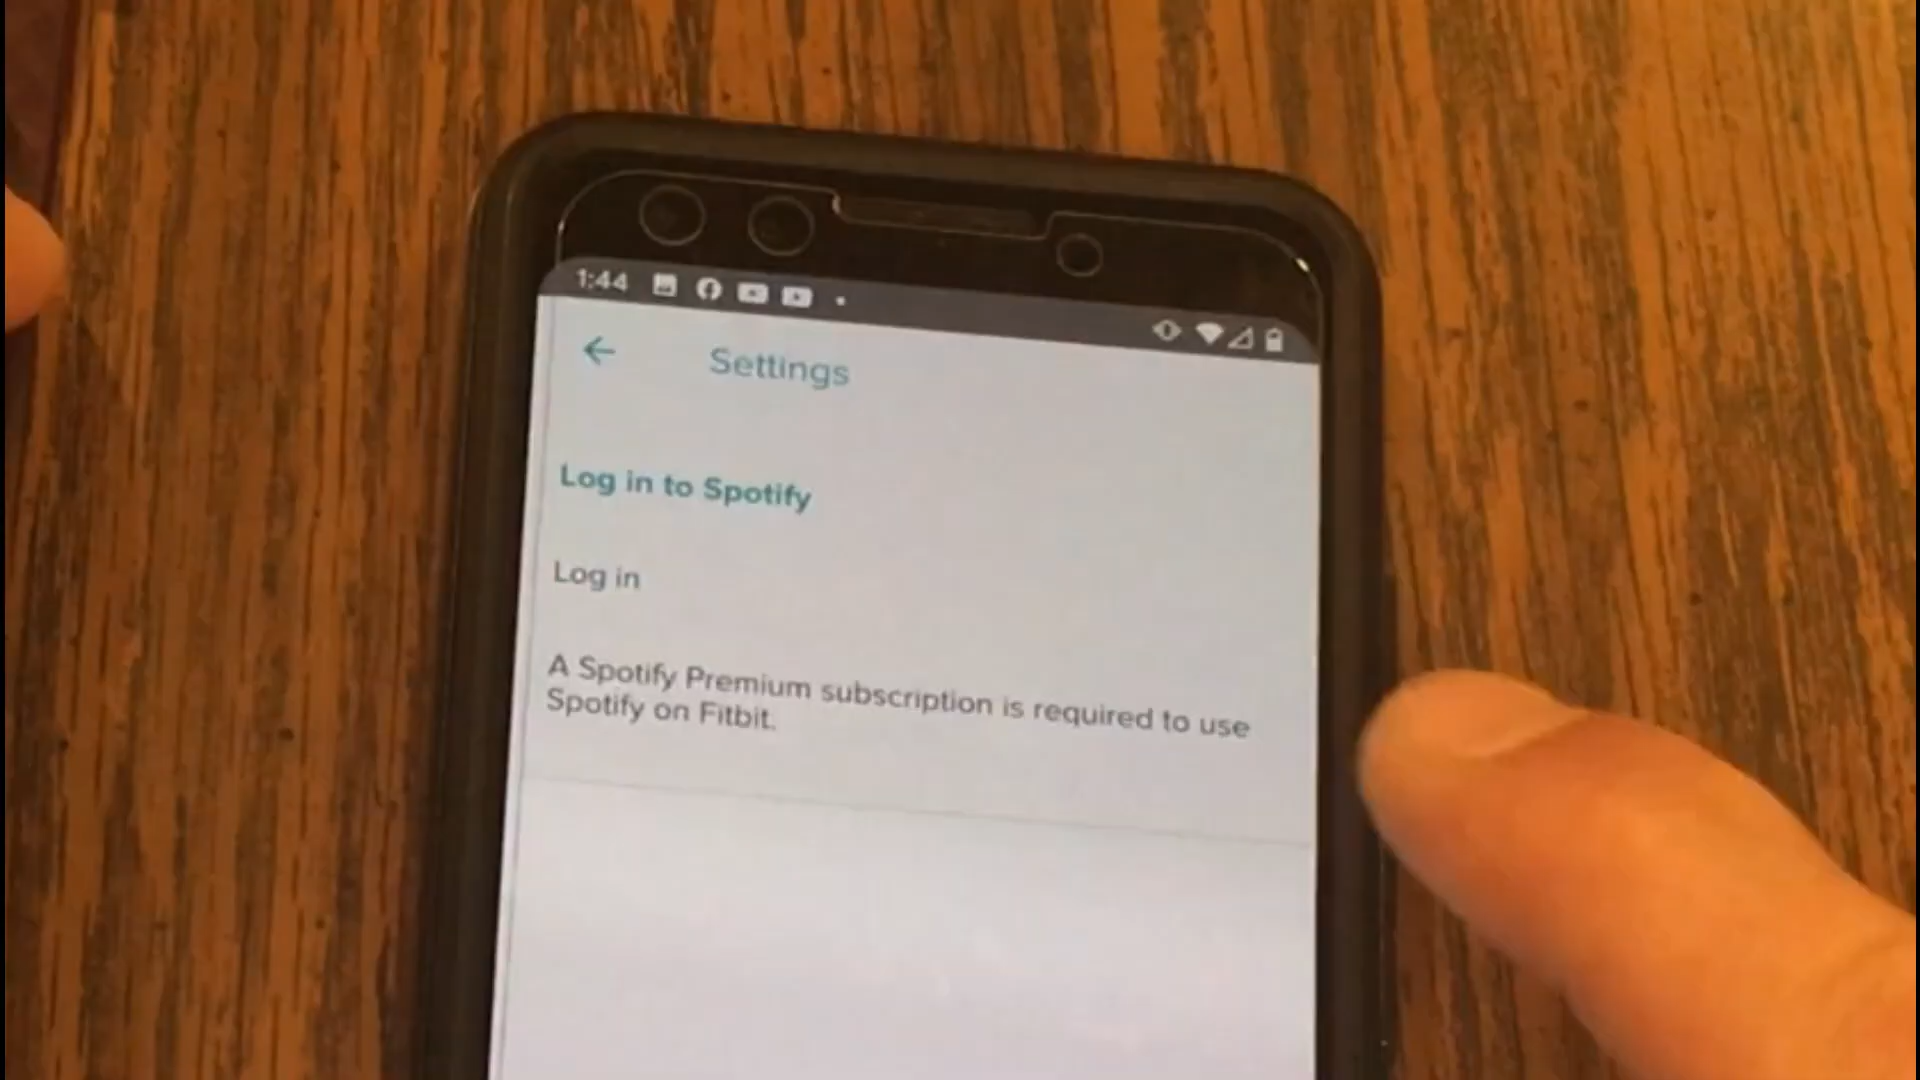 1:44
Settings
Log in to Spotify
Log in
A Spotify Premium subscription is required to use
Spotify on Fitbit.